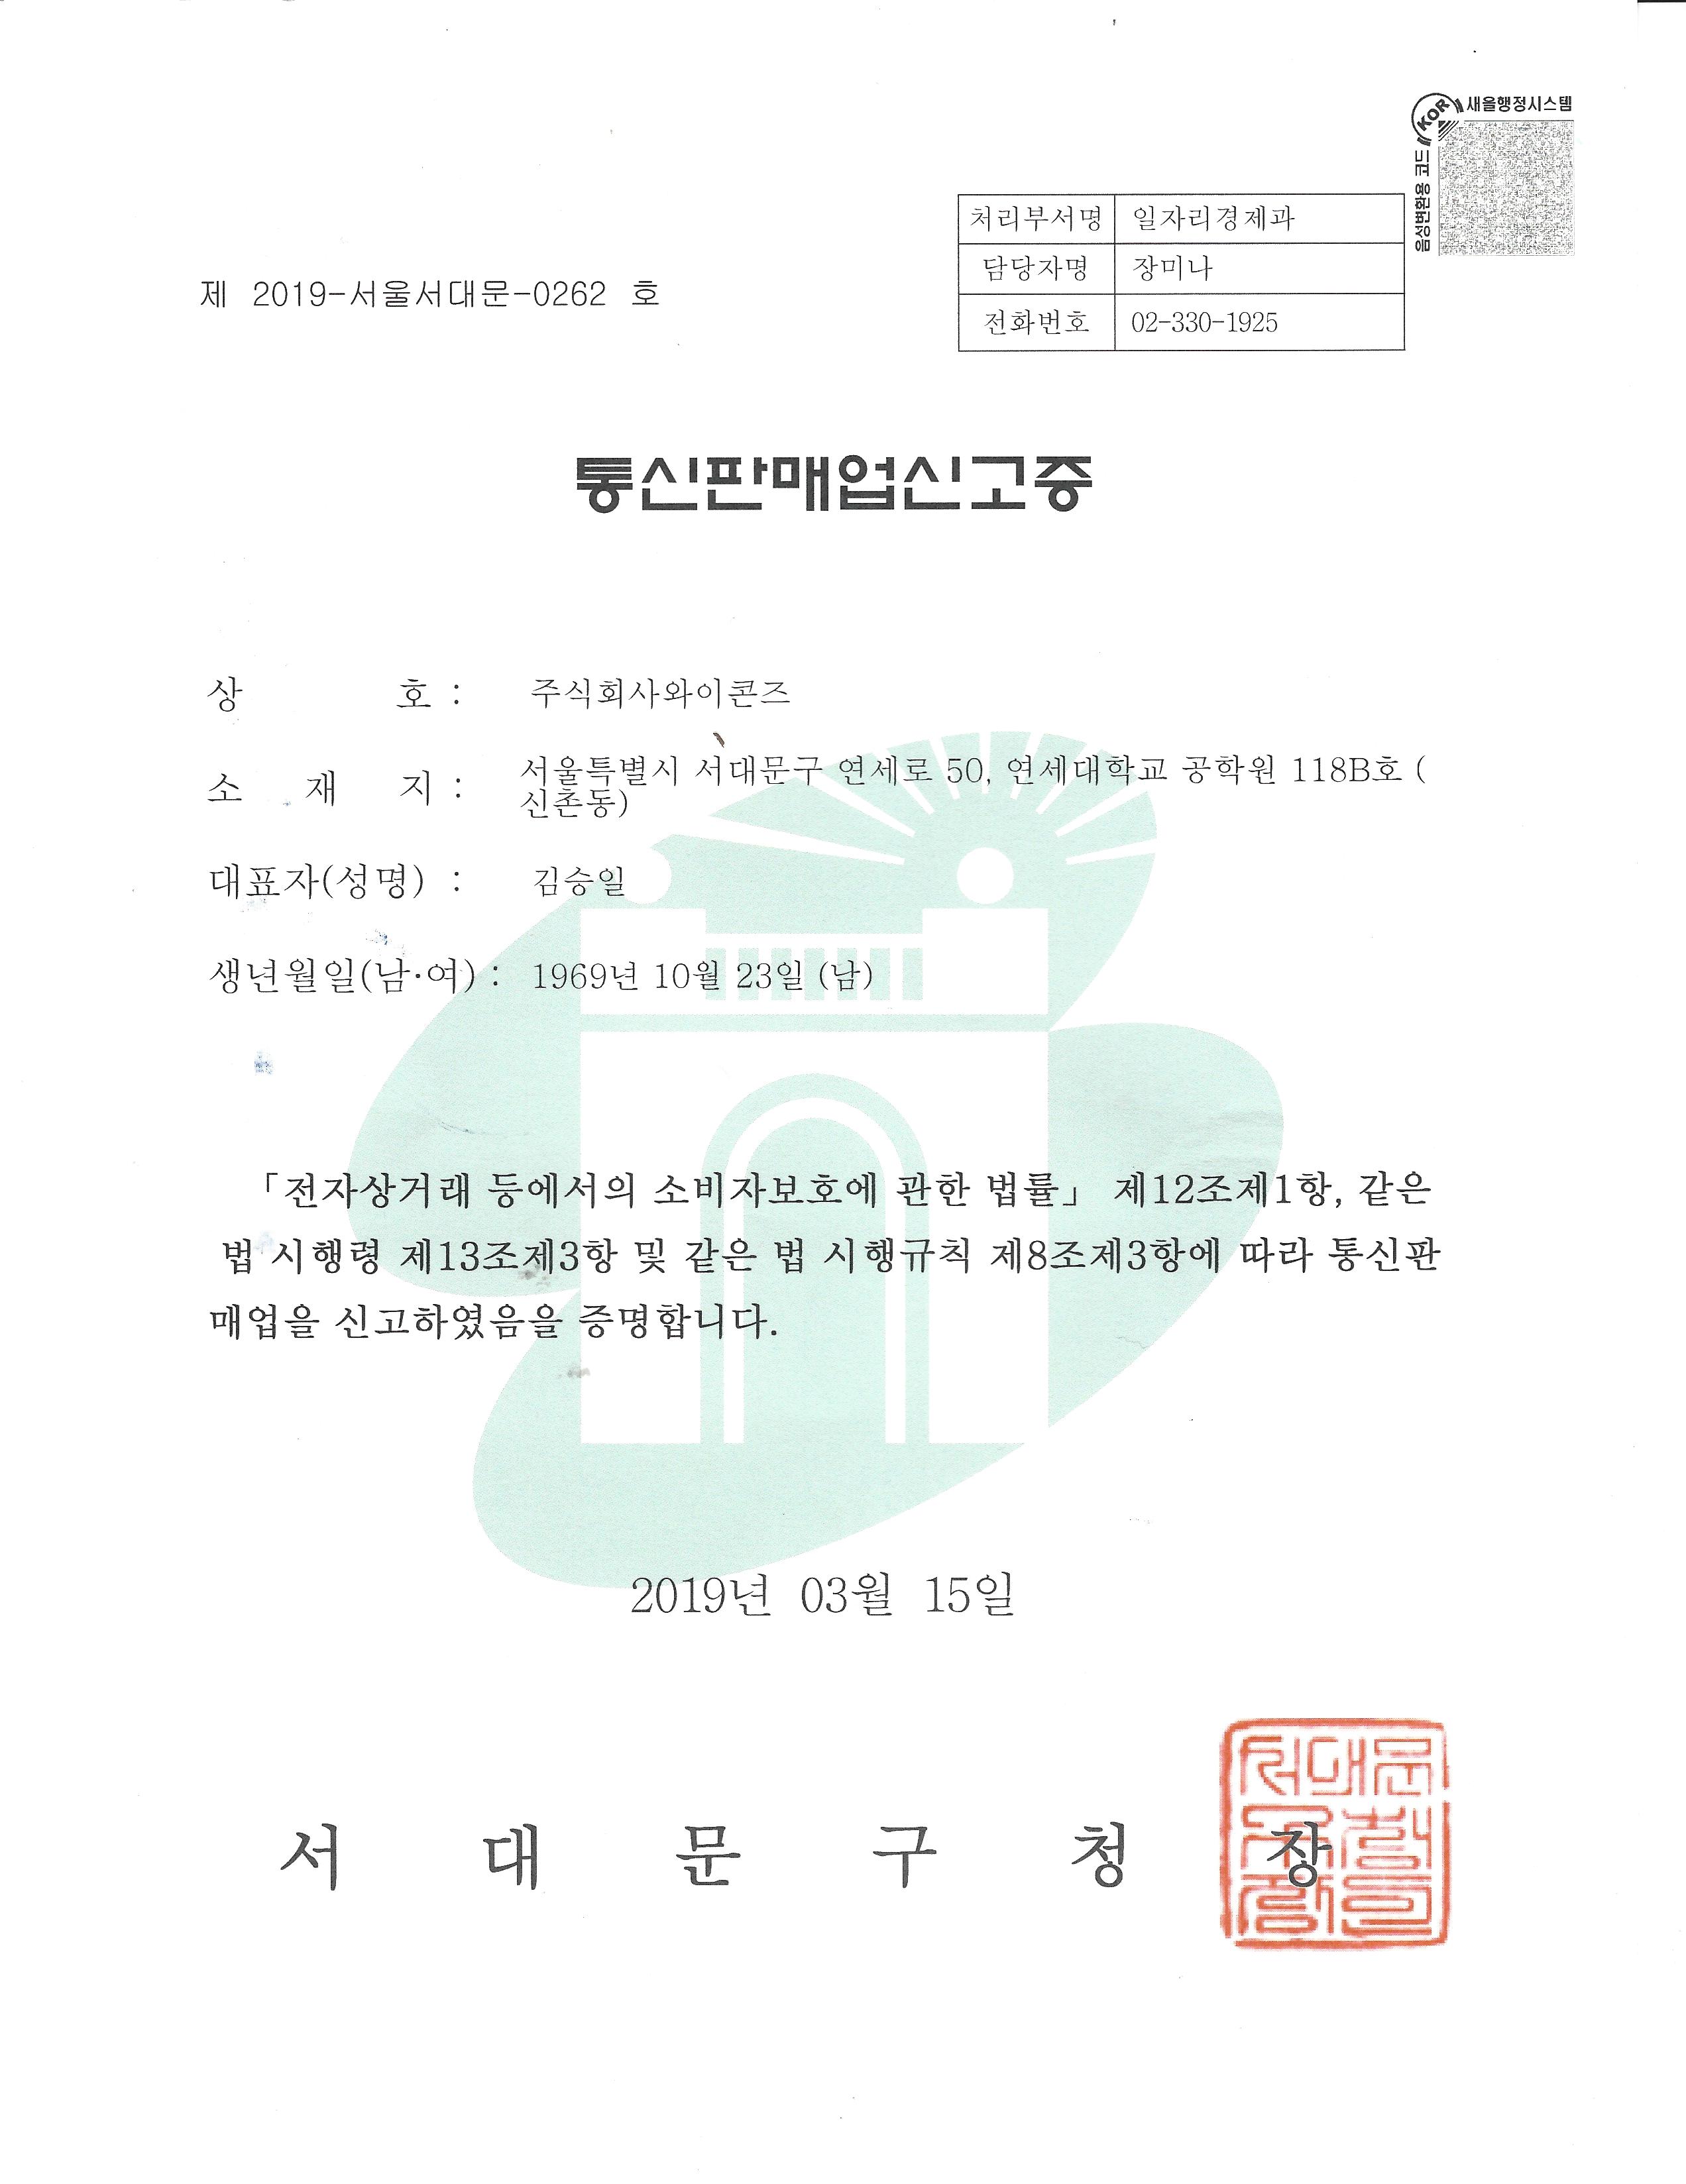 KOR 새올행정시스템
음성변환용 코드
처리부서명 일자리경제과
담당자명 장미나
전화번호 02-330-1925
제 2019-서울서대문-0262 호
통신판매업신고증
상 호 : 주식회사와이콘즈
소 재 지 : 서울특별시 서대문구 연세로 50, 연세대학교 공학원 118B호 (
신촌동)
대표자(성명) : 김승일
생년월일(남·여) : 1969년 10월 23일 (남)
「전자상거래 등에서의 소비자보호에 관한 법률」 제12조제1항, 같은
법 시행령 제13조제3항 및 같은 법 시행규칙 제8조제3항에 따라 통신판
매업을 신고하였음을 증명합니다.
2019년 03월 15일
서 대 문 구 청 장